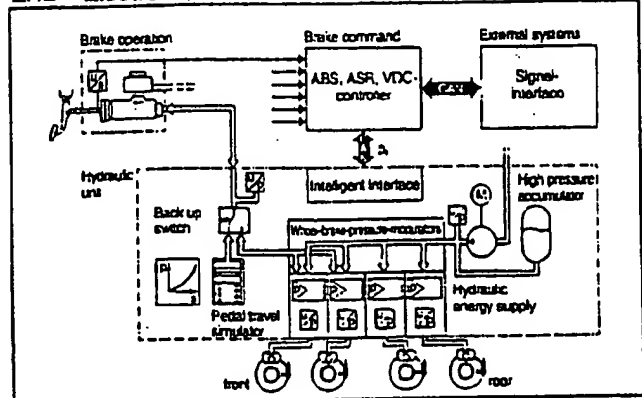 Brake operation
Brake command
External systems
ABS, ASR, VDC-
controller
Signal-
interface
Hydraulic
unit
Intelligent Interface
High pressure
accumulator
Back up
switch
Wheel-brake-pressure-modulators
Pedal travel
simulator
Hydraulic
energy supply
front
rear